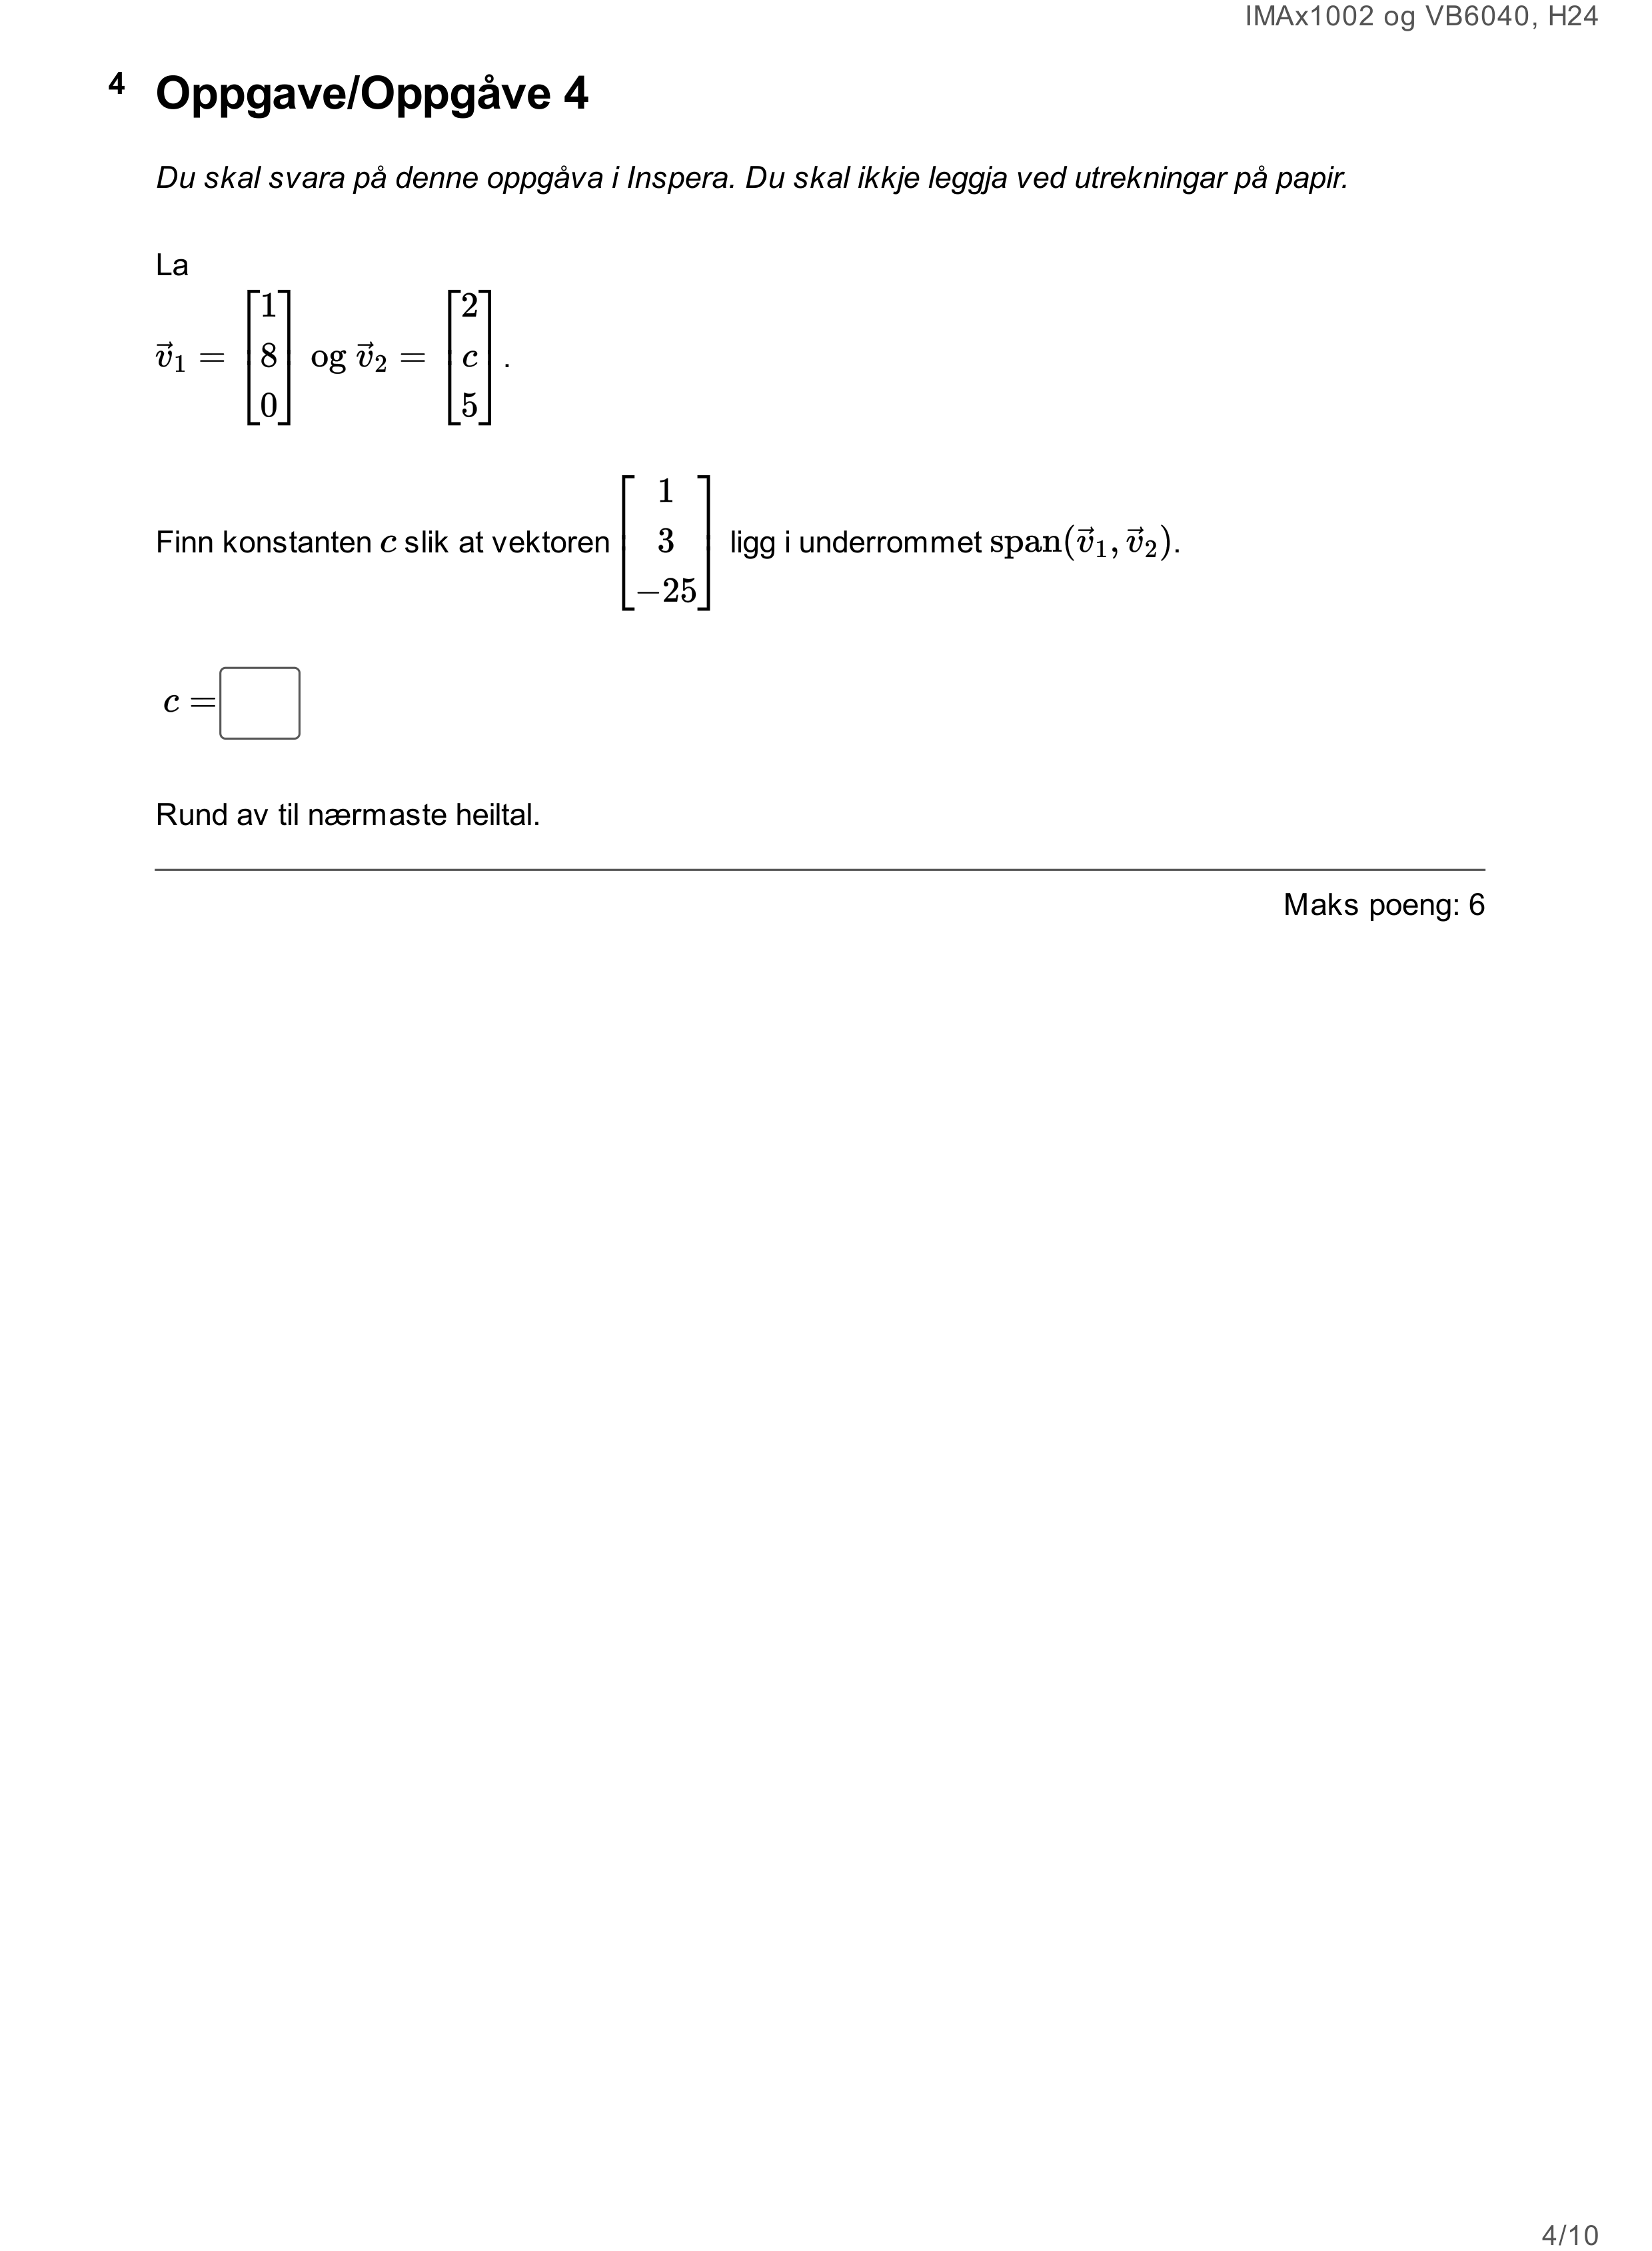 IMAx1002 og VB6040, H24
4 Oppgave/Oppgåve 4
Du skal svara på denne oppgåva i Inspera. Du skal ikkje leggja ved utrekningar på papir.
La
$\vec{v}_1 = \begin{bmatrix} 1 \\ 8 \\ 0 \end{bmatrix}$ og $\vec{v}_2 = \begin{bmatrix} 2 \\ c \\ 5 \end{bmatrix}$.
Finn konstanten $c$ slik at vektoren $\begin{bmatrix} 1 \\ 3 \\ -25 \end{bmatrix}$ ligg i underrommet $\text{span}(\vec{v}_1, \vec{v}_2)$.
$c =$
Rund av til nærmaste heiltal.
Maks poeng: 6
4/10